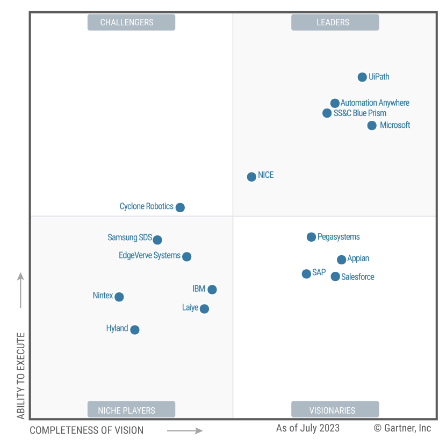 CHALLENGERS
LEADERS
UiPath
Automation Anywhere
SS&C Blue Prism
Microsoft
NICE
Cyclone Robotics
Samsung SDS
Pegasystems
EdgeVerve Systems
Appian
SAP
Salesforce
IBM
Nintex
Laiye
Hyland
ABILITY TO EXECUTE
NICHE PLAYERS
VISIONARIES
COMPLETENESS OF VISION
As of July 2023
© Gartner, Inc